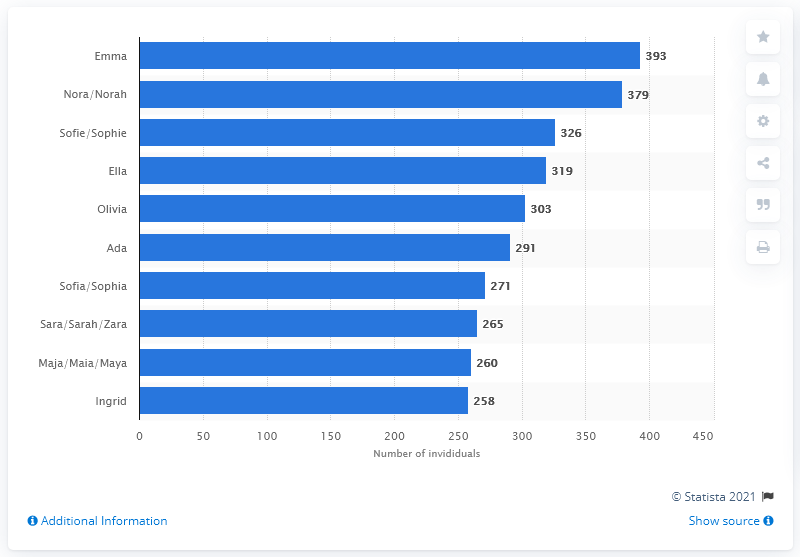 Emma 393
Nora/Norah 379
Sofie/Sophie 326
Ella 319
Olivia 303
Ada 291
Sofia/Sophia 271
Sara/Sarah/Zara 265
Maja/Maia/Maya 260
Ingrid 258
0 50 100 150 200 250 300 350 400 450
Number of invididuals
© Statista 2021
Additional Information
Show source